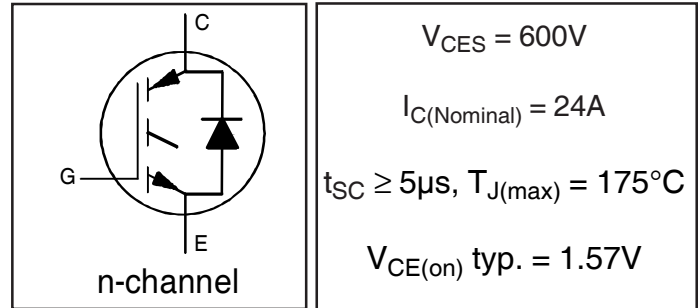 C
G
E
n-channel
V_CES = 600V
I_C(Nominal) = 24A
t_SC ≥ 5µs, T_J(max) = 175°C
V_CE(on) typ. = 1.57V